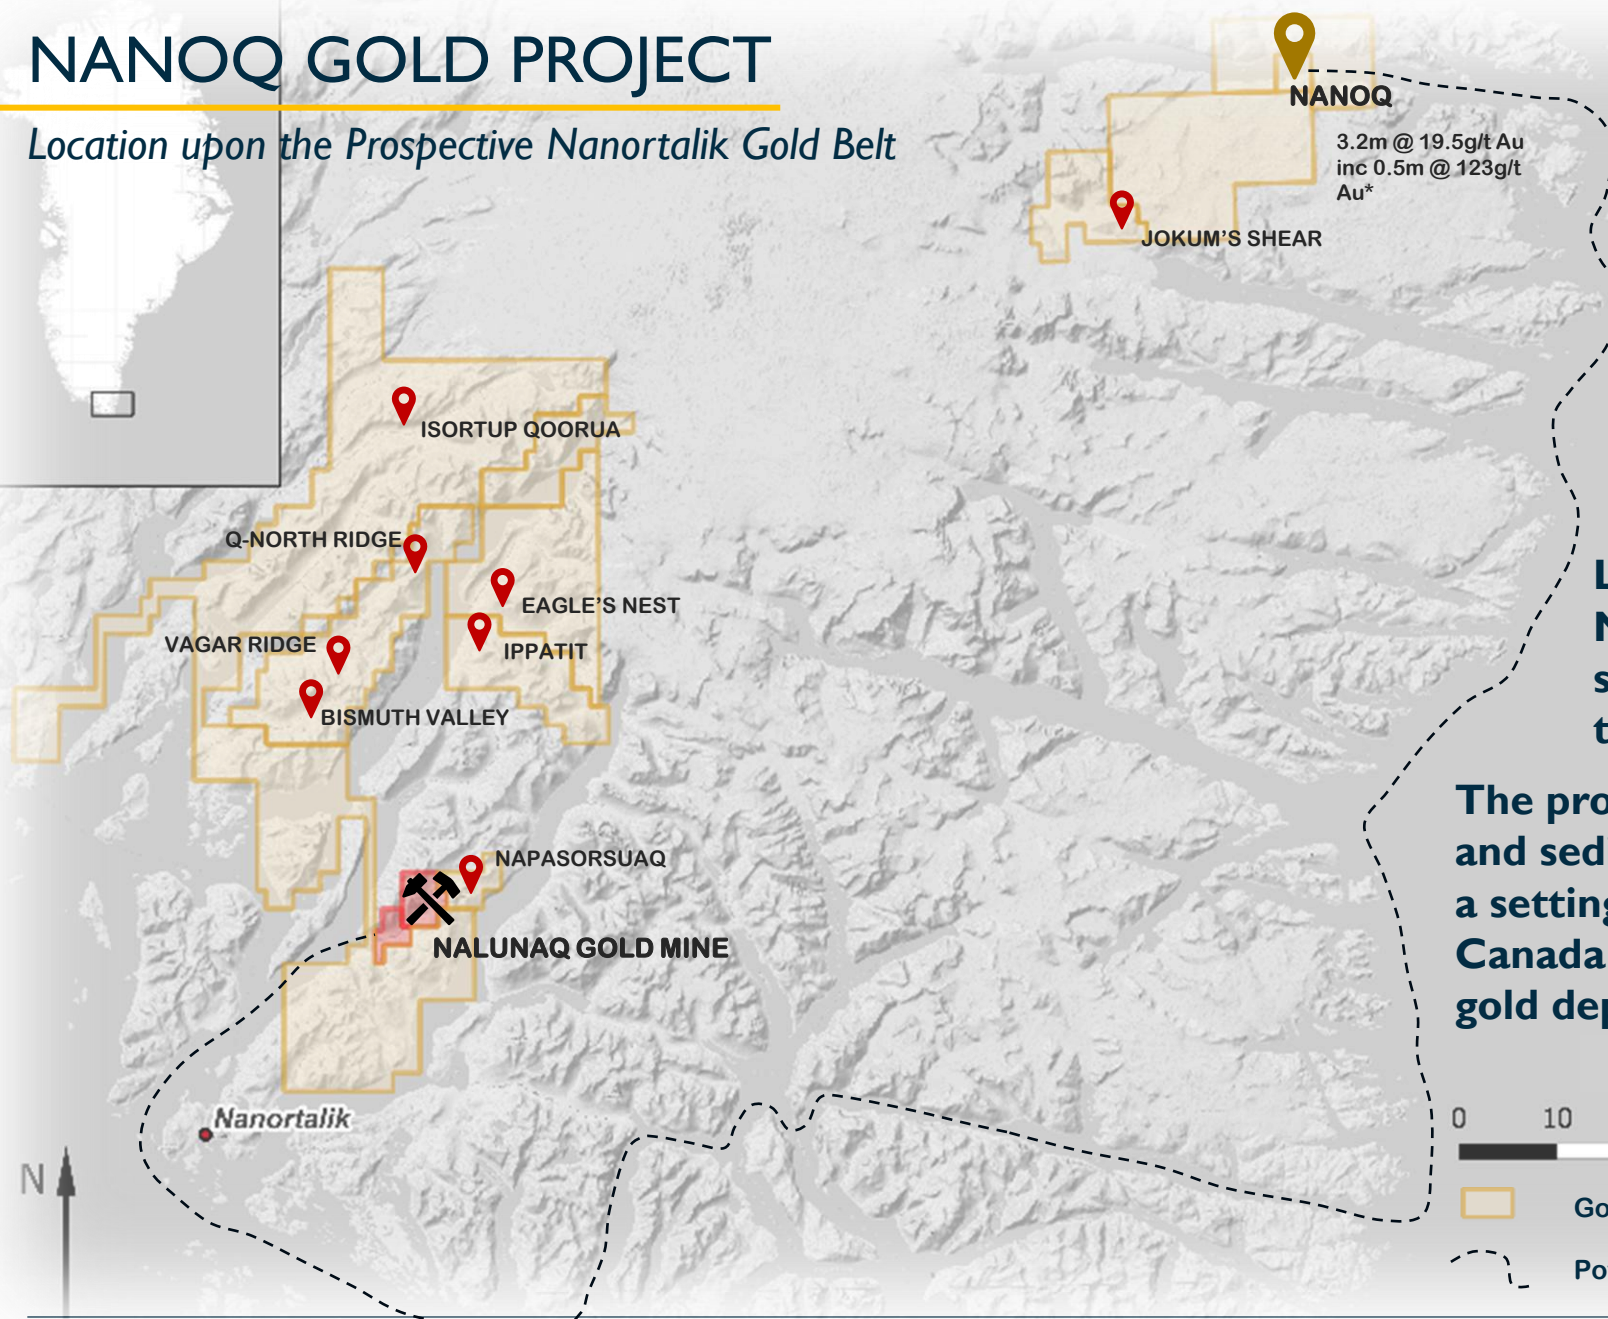 NANOQ GOLD PROJECT
Location upon the Prospective Nanortalik Gold Belt
NANOQ
3.2m @ 19.5g/t Au
inc 0.5m @ 123g/t
Au*
JOKUM'S SHEAR
ISORTUP QOORUA
Q-NORTH RIDGE
EAGLE'S NEST
VAGAR RIDGE
IPPATIT
BISMUTH VALLEY
NAPASORSUAQ
NALUNAQ GOLD MINE
Nanortalik
N
The pro
and sed
a setting
Canada
gold dep
0 10
Go
Po